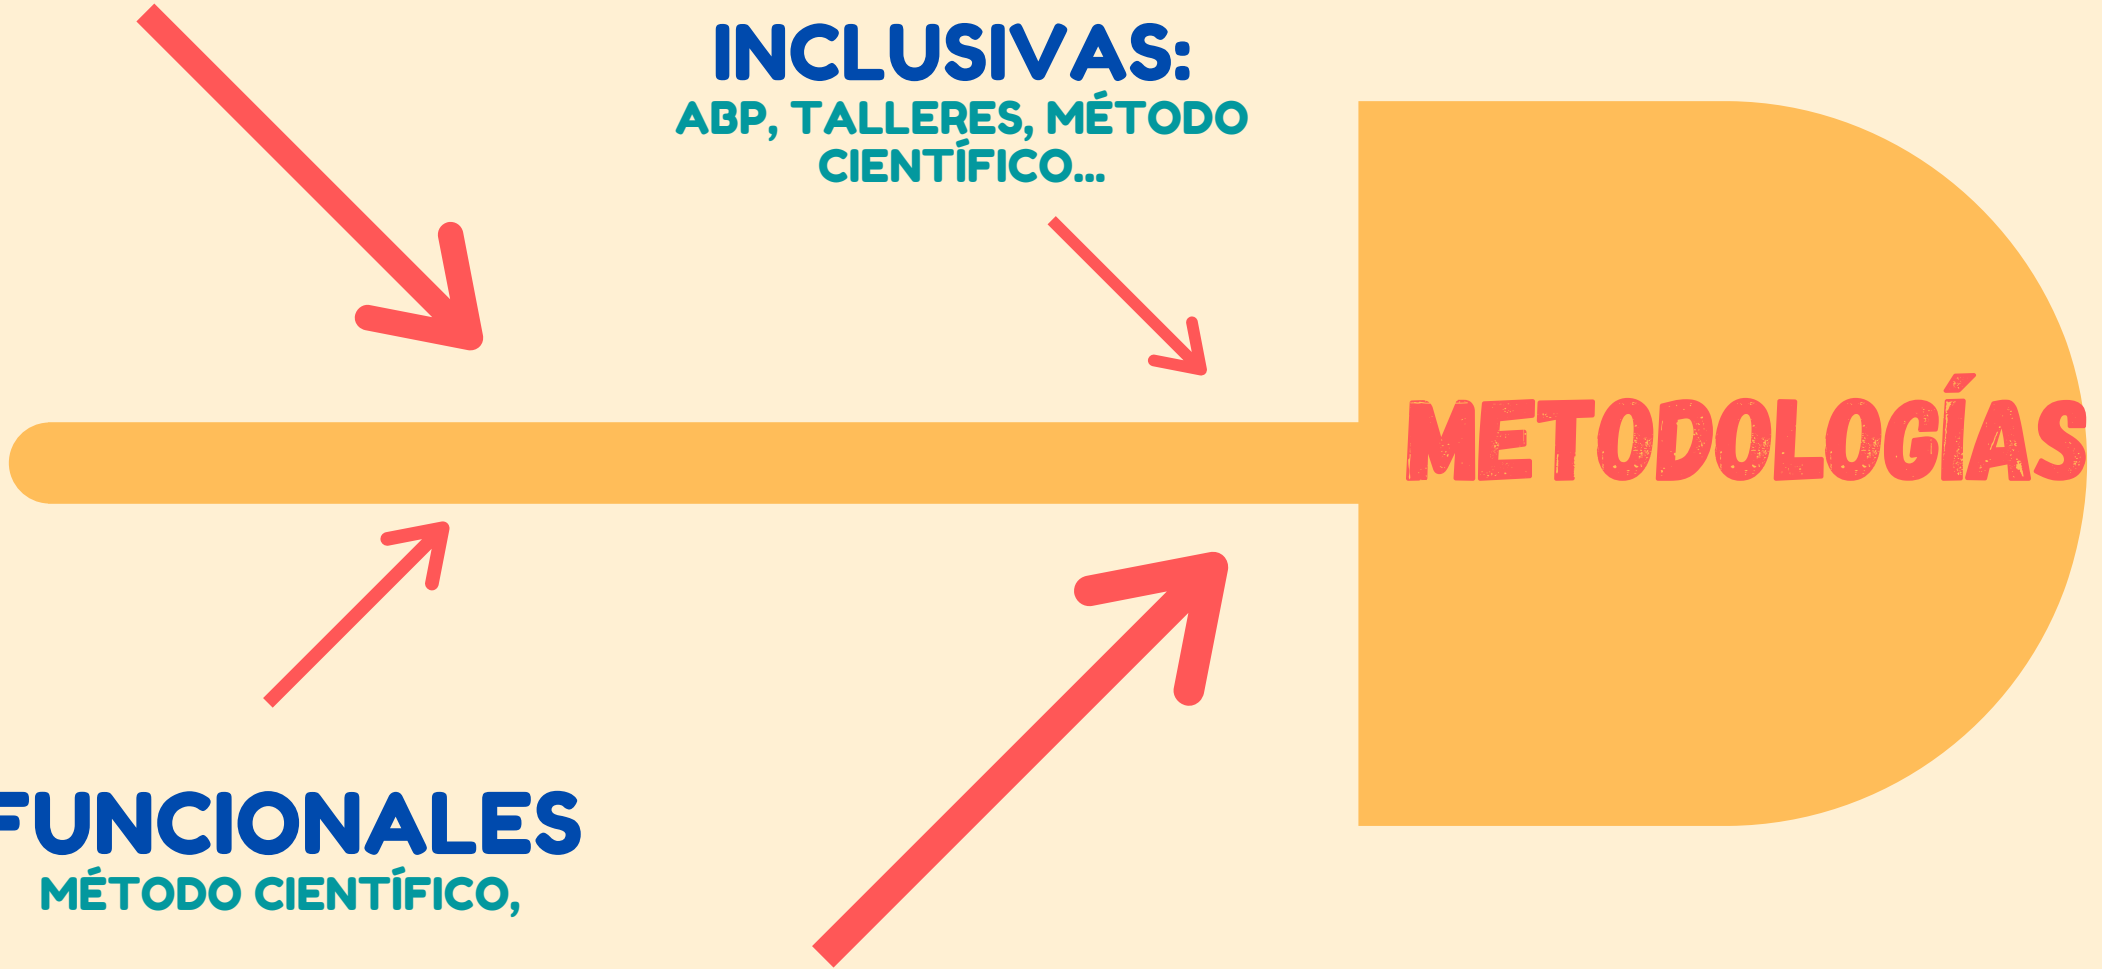 INCLUSIVAS:
ABP, TALLERES, MÉTODO
CIENTÍFICO...
METODOLOGÍAS
FUNCIONALES
MÉTODO CIENTÍFICO,